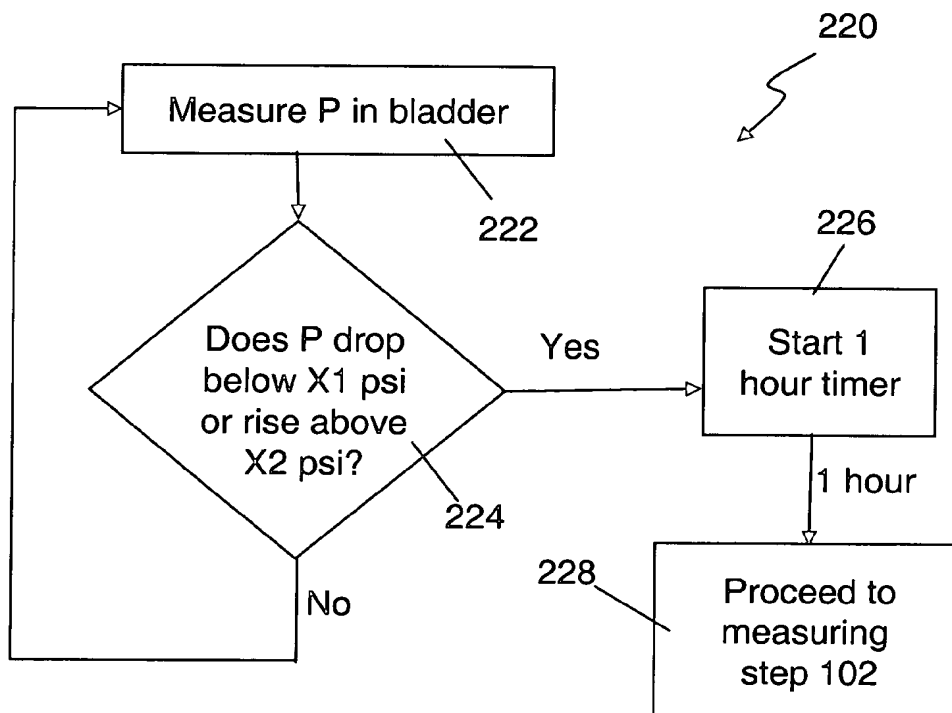 220
Measure P in bladder
222
226
Does P drop
below X1 psi
or rise above
X2 psi?
224
Yes
Start 1
hour timer
1 hour
No
228
Proceed to
measuring
step 102